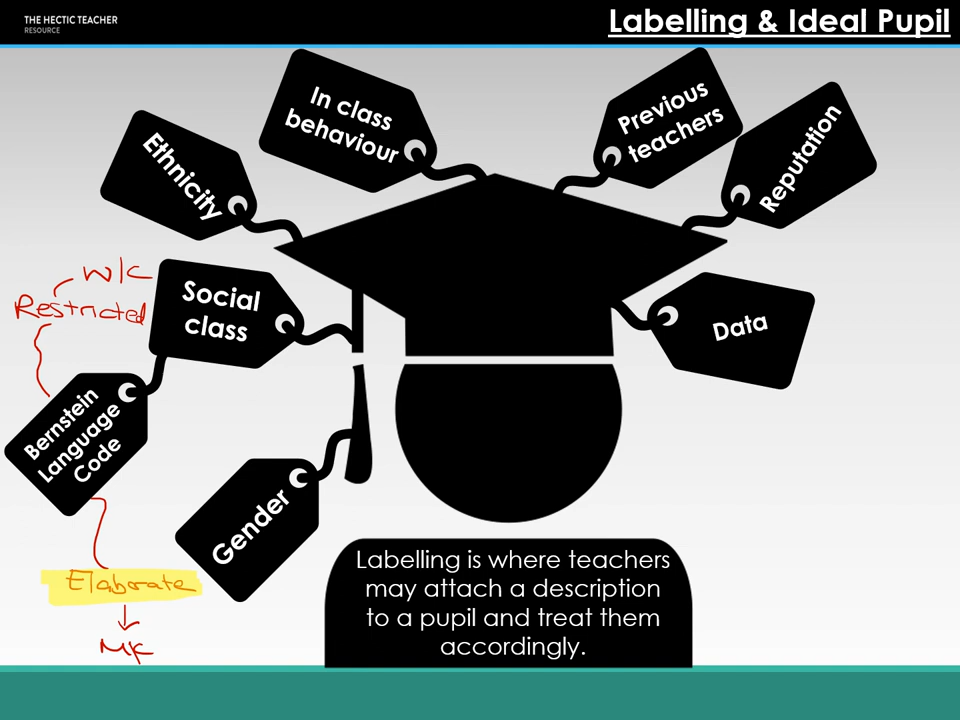 THE HECTIC TEACHER
RESOURCE
Labelling & Ideal Pupil
In class
behaviour
Previous
teachers
Ethnicity
Reputation
W/C
Restricted
Social
class
Data
Bernstein
Language
Code
Gender
Elaborate
Labelling is where teachers
may attach a description
to a pupil and treat them
accordingly.